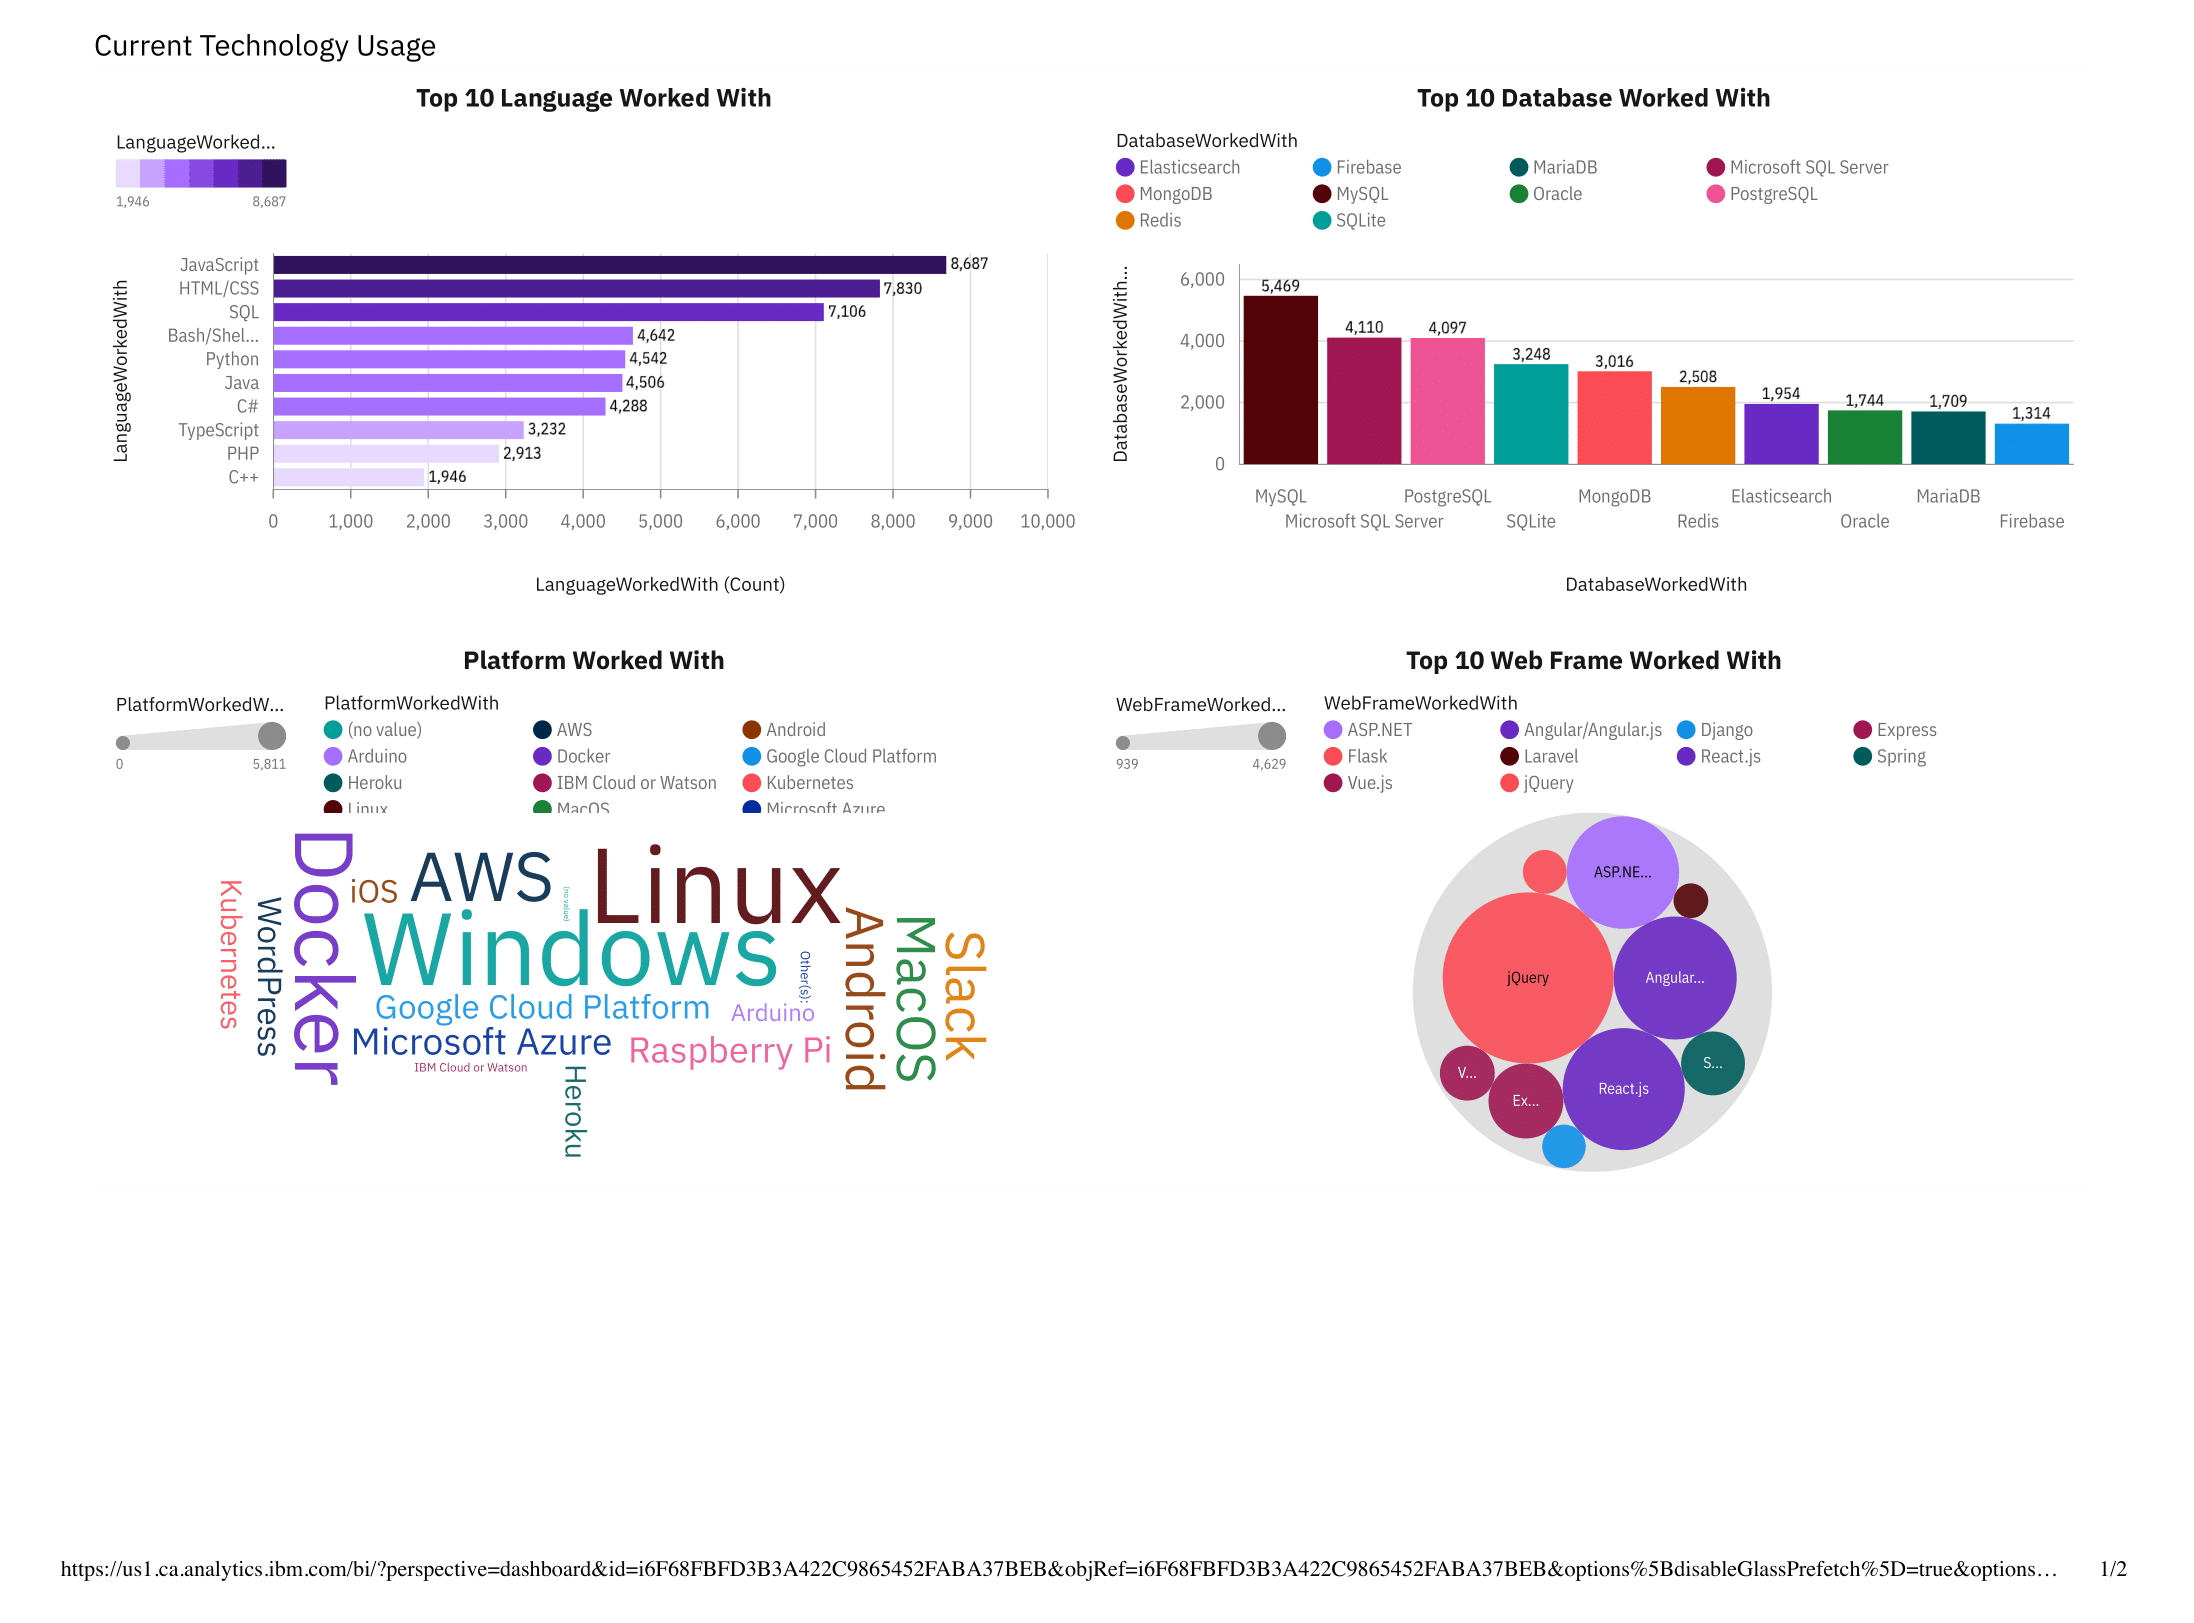 Current Technology Usage
Top 10 Language Worked With
LanguageWorked...
1,946 8,687
LanguageWorkedWith
JavaScript 8,687
HTML/CSS 7,830
SQL 7,106
Bash/Shel... 4,642
Python 4,542
Java 4,506
C# 4,288
TypeScript 3,232
PHP 2,913
C++ 1,946
0 1,000 2,000 3,000 4,000 5,000 6,000 7,000 8,000 9,000 10,000
LanguageWorkedWith (Count)
Top 10 Database Worked With
DatabaseWorkedWith
Elasticsearch Firebase MariaDB Microsoft SQL Server
MongoDB MySQL Oracle PostgreSQL
Redis SQLite
DatabaseWorkedWith...
6,000
4,000
2,000
0
5,469 4,110 4,097 3,248 3,016 2,508 1,954 1,744 1,709 1,314
MySQL PostgreSQL MongoDB Elasticsearch MariaDB
Microsoft SQL Server SQLite Redis Oracle Firebase
DatabaseWorkedWith
Platform Worked With
PlatformWorkedW...
0 5,811
PlatformWorkedWith
(no value) AWS Android
Arduino Docker Google Cloud Platform
Heroku IBM Cloud or Watson Kubernetes
Linux MacOS Microsoft Azure
Kubernetes
WordPress
Docker
iOS
AWS
(no value)
Linux
Windows
Other(s):
Google Cloud Platform
Arduino
Microsoft Azure
Raspberry Pi
IBM Cloud or Watson
Heroku
Android
MacOS
Slack
Top 10 Web Frame Worked With
WebFrameWorked...
939 4,629
WebFrameWorkedWith
ASP.NET Angular/Angular.js Django Express
Flask Laravel React.js Spring
Vue.js jQuery
ASP.NE...
jQuery
Angular...
V...
Ex...
React.js
S...
https://us1.ca.analytics.ibm.com/bi/?perspective=dashboard&id=i6F68FBFD3B3A422C9865452FABA37BEB&objRef=i6F68FBFD3B3A422C9865452FABA37BEB&options%5BdisableGlassPrefetch%5D=true&options… 1/2